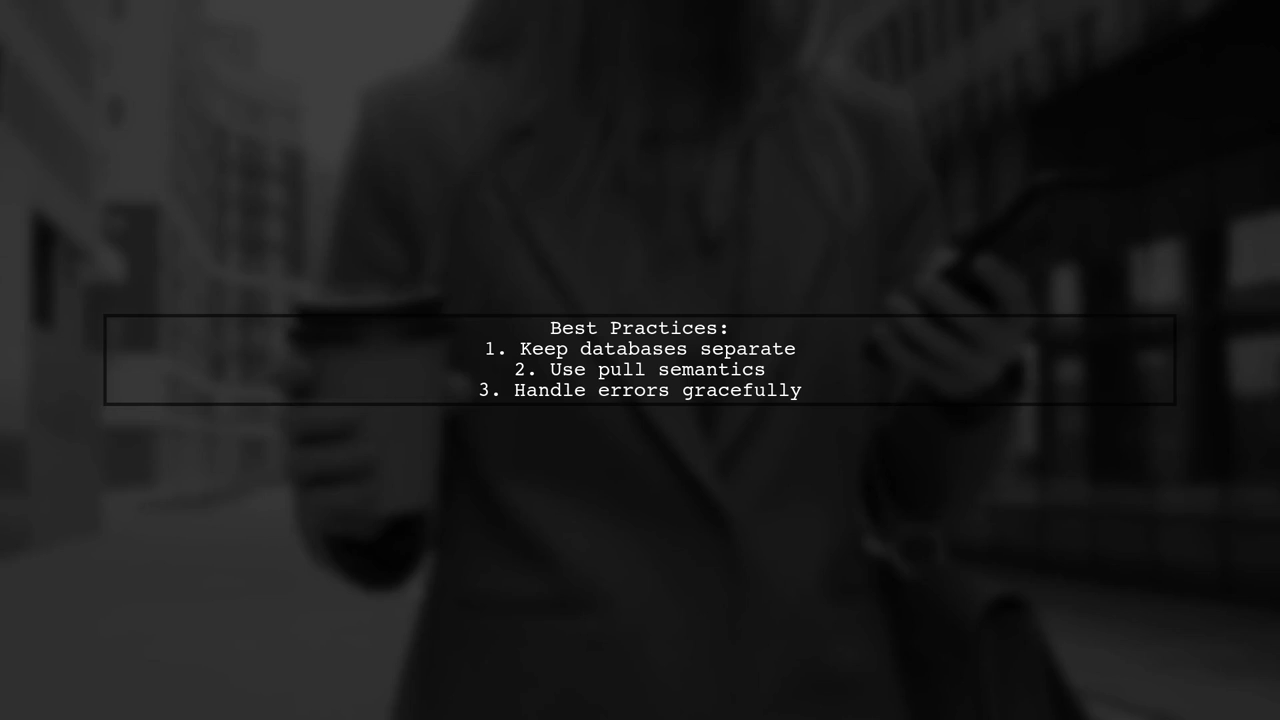 Best Practices:
1. Keep databases separate
2. Use pull semantics
3. Handle errors gracefully